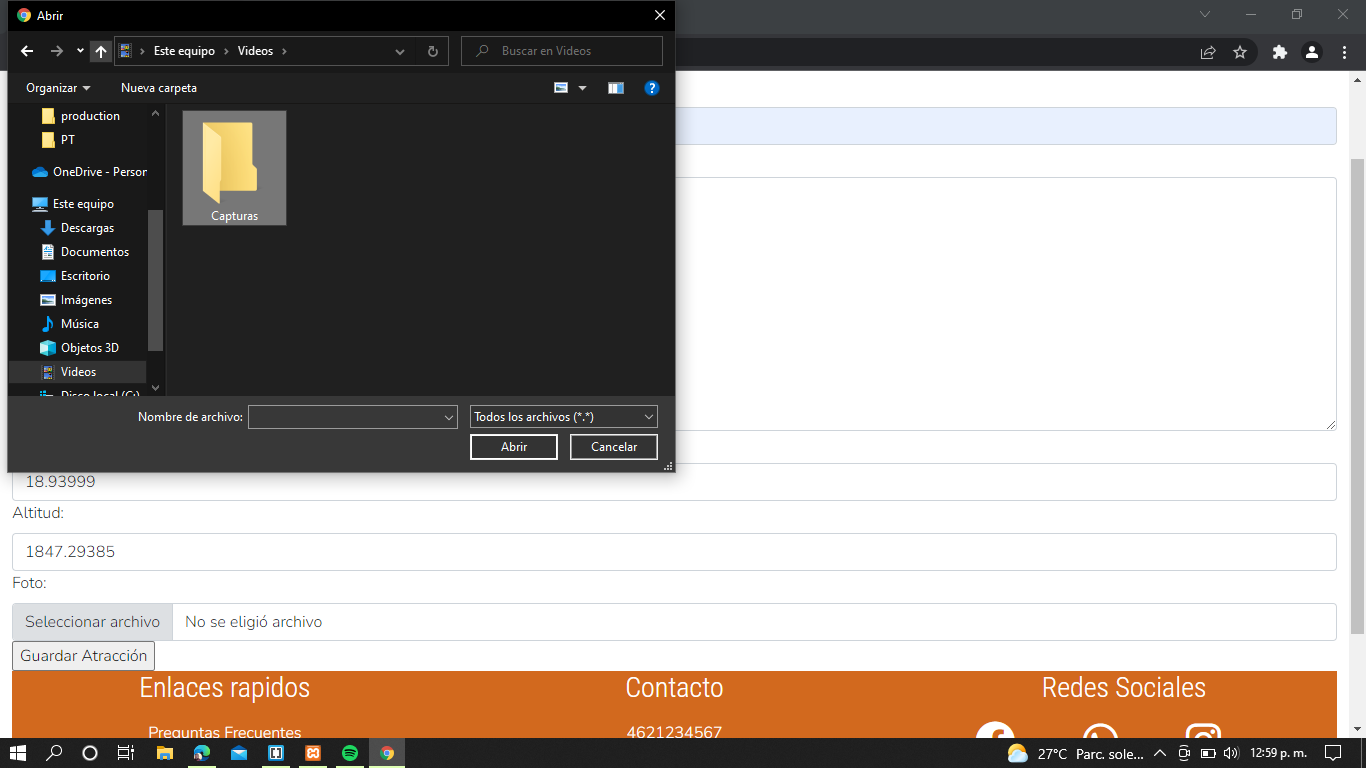 Abrir
Este equipo
Videos
Buscar en Videos
Organizar
Nueva carpeta
production
PT
OneDrive - Person
Este equipo
Descargas
Documentos
Escritorio
Imágenes
Música
Objetos 3D
Videos
Disco local (C:)
Capturas
Nombre de archivo:
Todos los archivos (*.*)
Abrir
Cancelar
18.93999
Altitud:
1847.29385
Foto:
Seleccionar archivo
No se eligió archivo
Guardar Atracción
Enlaces rapidos
Contacto
Redes Sociales
Preguntas Frecuentes
4621234567
27°C Parc. sole...
12:59 p. m.